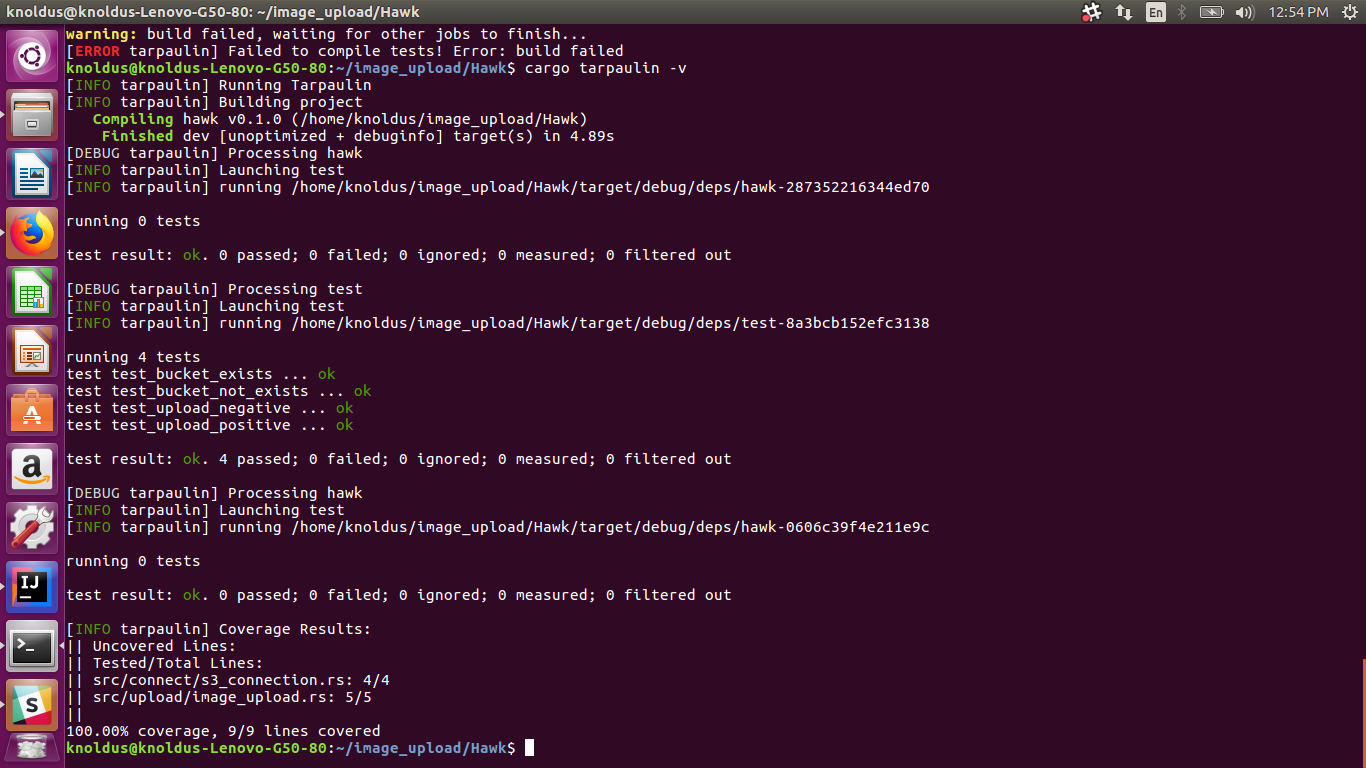 knoldus@knoldus-Lenovo-G50-80: ~/image_upload/Hawk
En
12:54 PM
warning: build failed, waiting for other jobs to finish...
[ERROR tarpaulin] Failed to compile tests! Error: build failed
knoldus@knoldus-Lenovo-G50-80:~/image_upload/Hawk$ cargo tarpaulin -v
[INFO tarpaulin] Running Tarpaulin
[INFO tarpaulin] Building project
Compiling hawk v0.1.0 (/home/knoldus/image_upload/Hawk)
Finished dev [unoptimized + debuginfo] target(s) in 4.89s
[DEBUG tarpaulin] Processing hawk
[INFO tarpaulin] Launching test
[INFO tarpaulin] running /home/knoldus/image_upload/Hawk/target/debug/deps/hawk-287352216344ed70
running 0 tests
test result: ok. 0 passed; 0 failed; 0 ignored; 0 measured; 0 filtered out
[DEBUG tarpaulin] Processing test
[INFO tarpaulin] Launching test
[INFO tarpaulin] running /home/knoldus/image_upload/Hawk/target/debug/deps/test-8a3bcb152efc3138
running 4 tests
test test_bucket_exists ... ok
test test_bucket_not_exists ... ok
test test_upload_negative ... ok
test test_upload_positive ... ok
test result: ok. 4 passed; 0 failed; 0 ignored; 0 measured; 0 filtered out
[DEBUG tarpaulin] Processing hawk
[INFO tarpaulin] Launching test
[INFO tarpaulin] running /home/knoldus/image_upload/Hawk/target/debug/deps/hawk-0606c39f4e211e9c
running 0 tests
test result: ok. 0 passed; 0 failed; 0 ignored; 0 measured; 0 filtered out
[INFO tarpaulin] Coverage Results:
|| Uncovered Lines:
|| Tested/Total Lines:
|| src/connect/s3_connection.rs: 4/4
|| src/upload/image_upload.rs: 5/5
||
100.00% coverage, 9/9 lines covered
knoldus@knoldus-Lenovo-G50-80:~/image_upload/Hawk$
A
a
IJ
>_
S